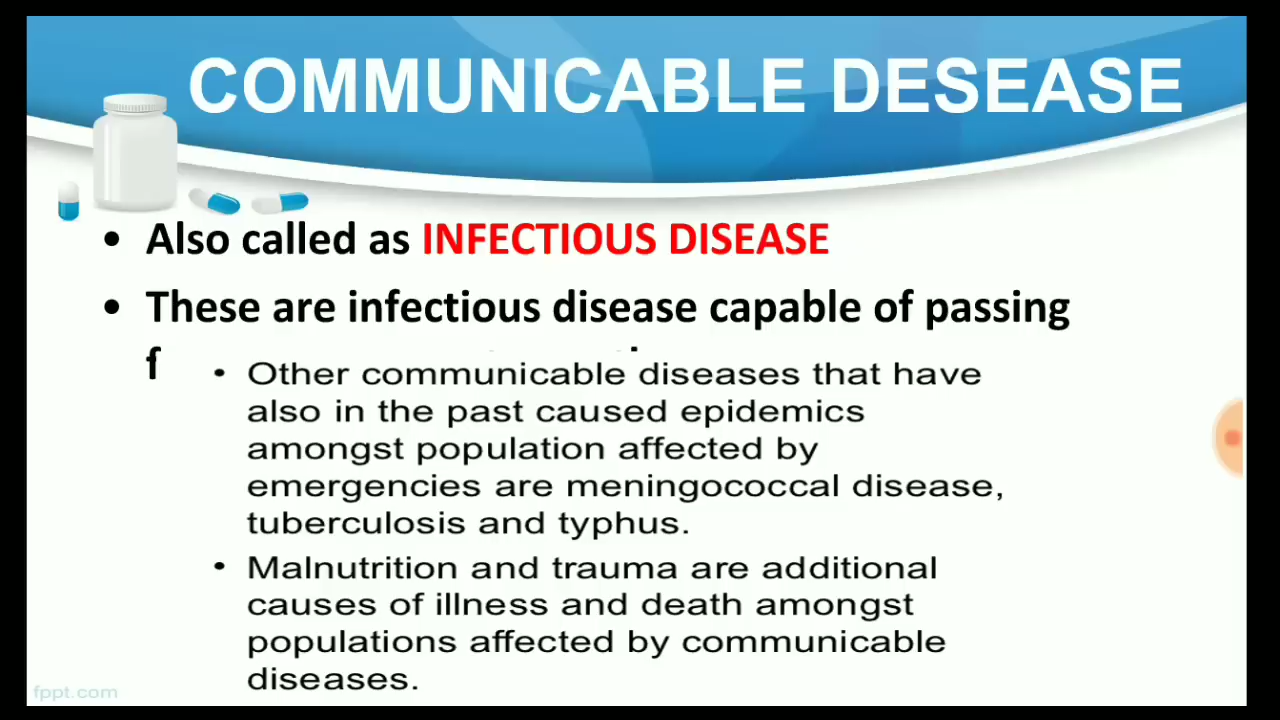 COMMUNICABLE DESEASE
• Also called as INFECTIOUS DISEASE
• These are infectious disease capable of passing
f
• Other communicable diseases that have
also in the past caused epidemics
amongst population affected by
emergencies are meningococcal disease,
tuberculosis and typhus.
• Malnutrition and trauma are additional
causes of illness and death amongst
populations affected by communicable
diseases.
fppt.com